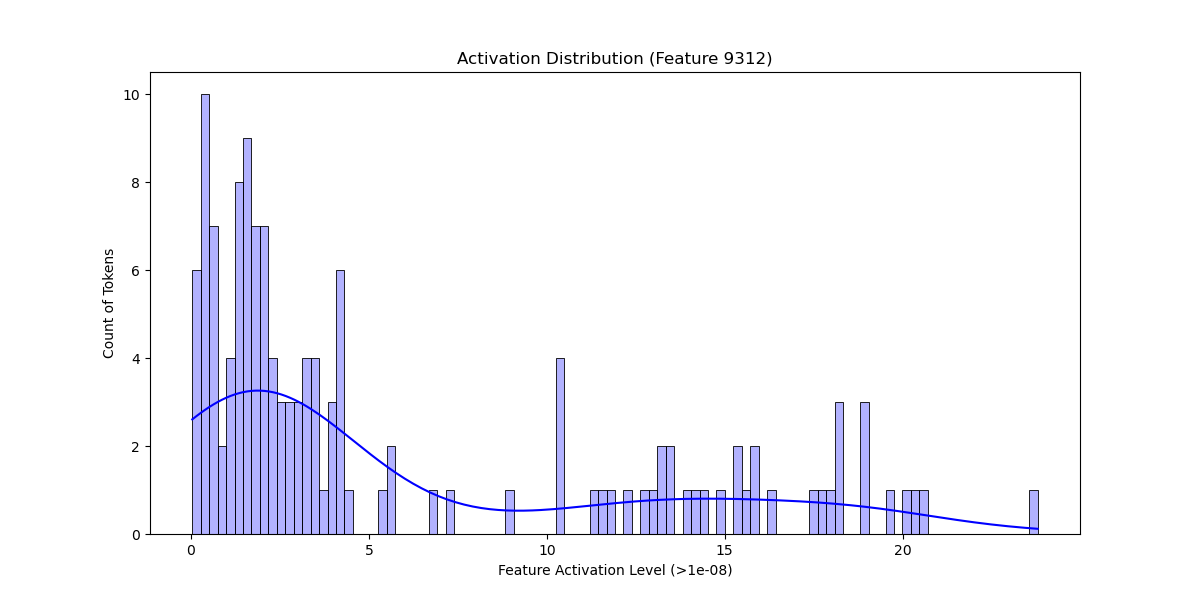 Activation Distribution (Feature 9312)
Count of Tokens
10
8
6
4
2
0
0 5 10 15 20
Feature Activation Level (>1e-08)